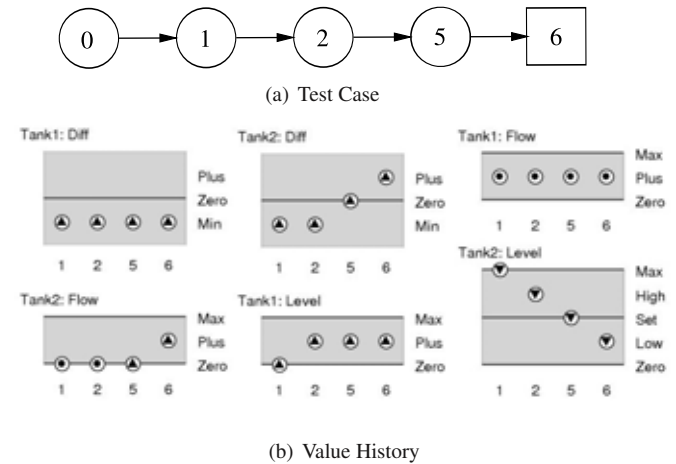 0 1 2 5 6
(a) Test Case
Tank1: Diff
Plus
Zero
Min
1 2 5 6
Tank2: Diff
Plus
Zero
Min
1 2 5 6
Tank1: Flow
Max
Plus
Zero
1 2 5 6
Tank2: Flow
Max
Plus
Zero
1 2 5 6
Tank1: Level
Max
Plus
Zero
1 2 5 6
Tank2: Level
Max
High
Set
Low
Zero
1 2 5 6
(b) Value History